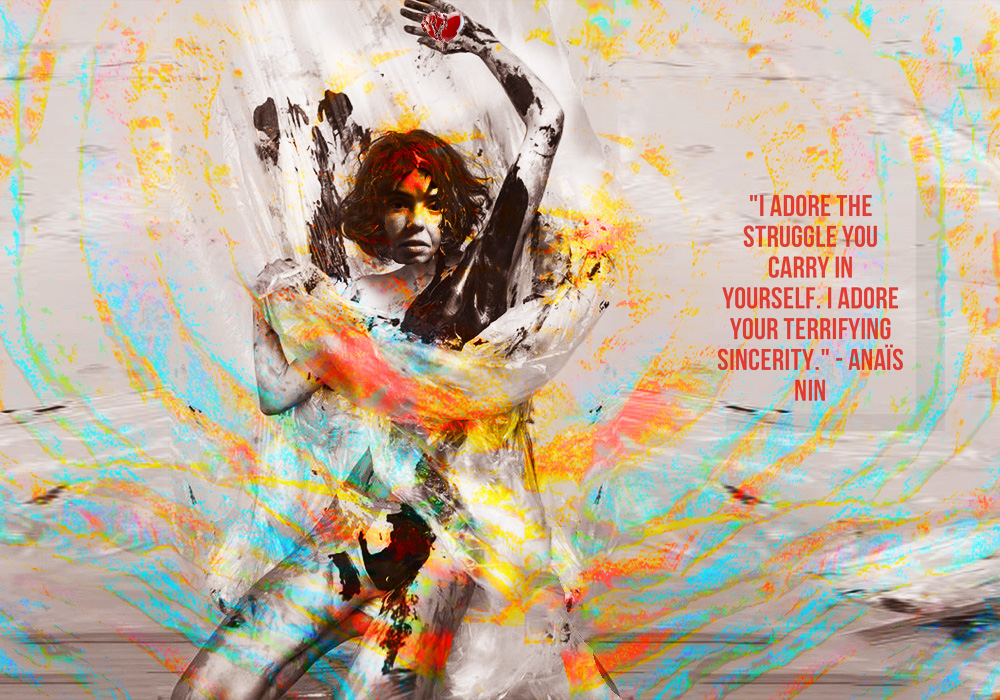 "I ADORE THE
STRUGGLE YOU
CARRY IN
YOURSELF. I ADORE
YOUR TERRIFYING
SINCERITY." - ANAÏS
NIN